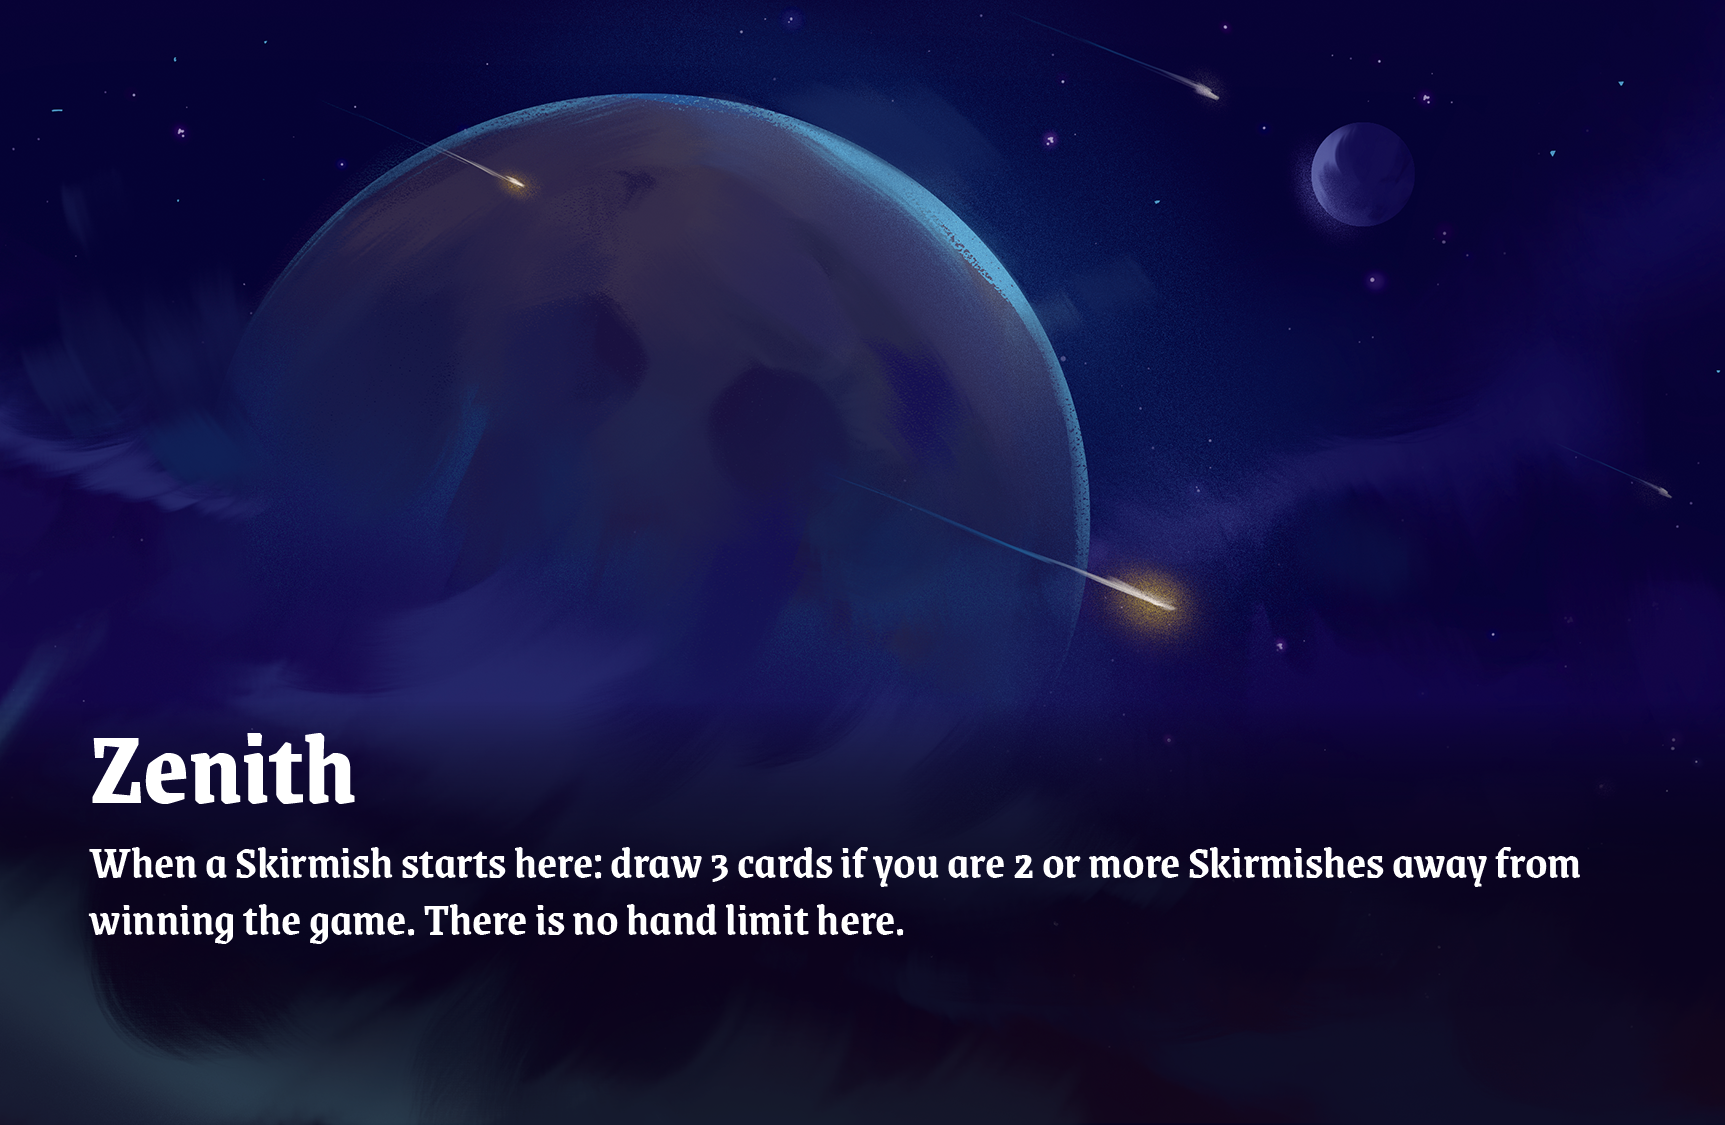 Zenith
When a Skirmish starts here: draw 3 cards if you are 2 or more Skirmishes away from
winning the game. There is no hand limit here.